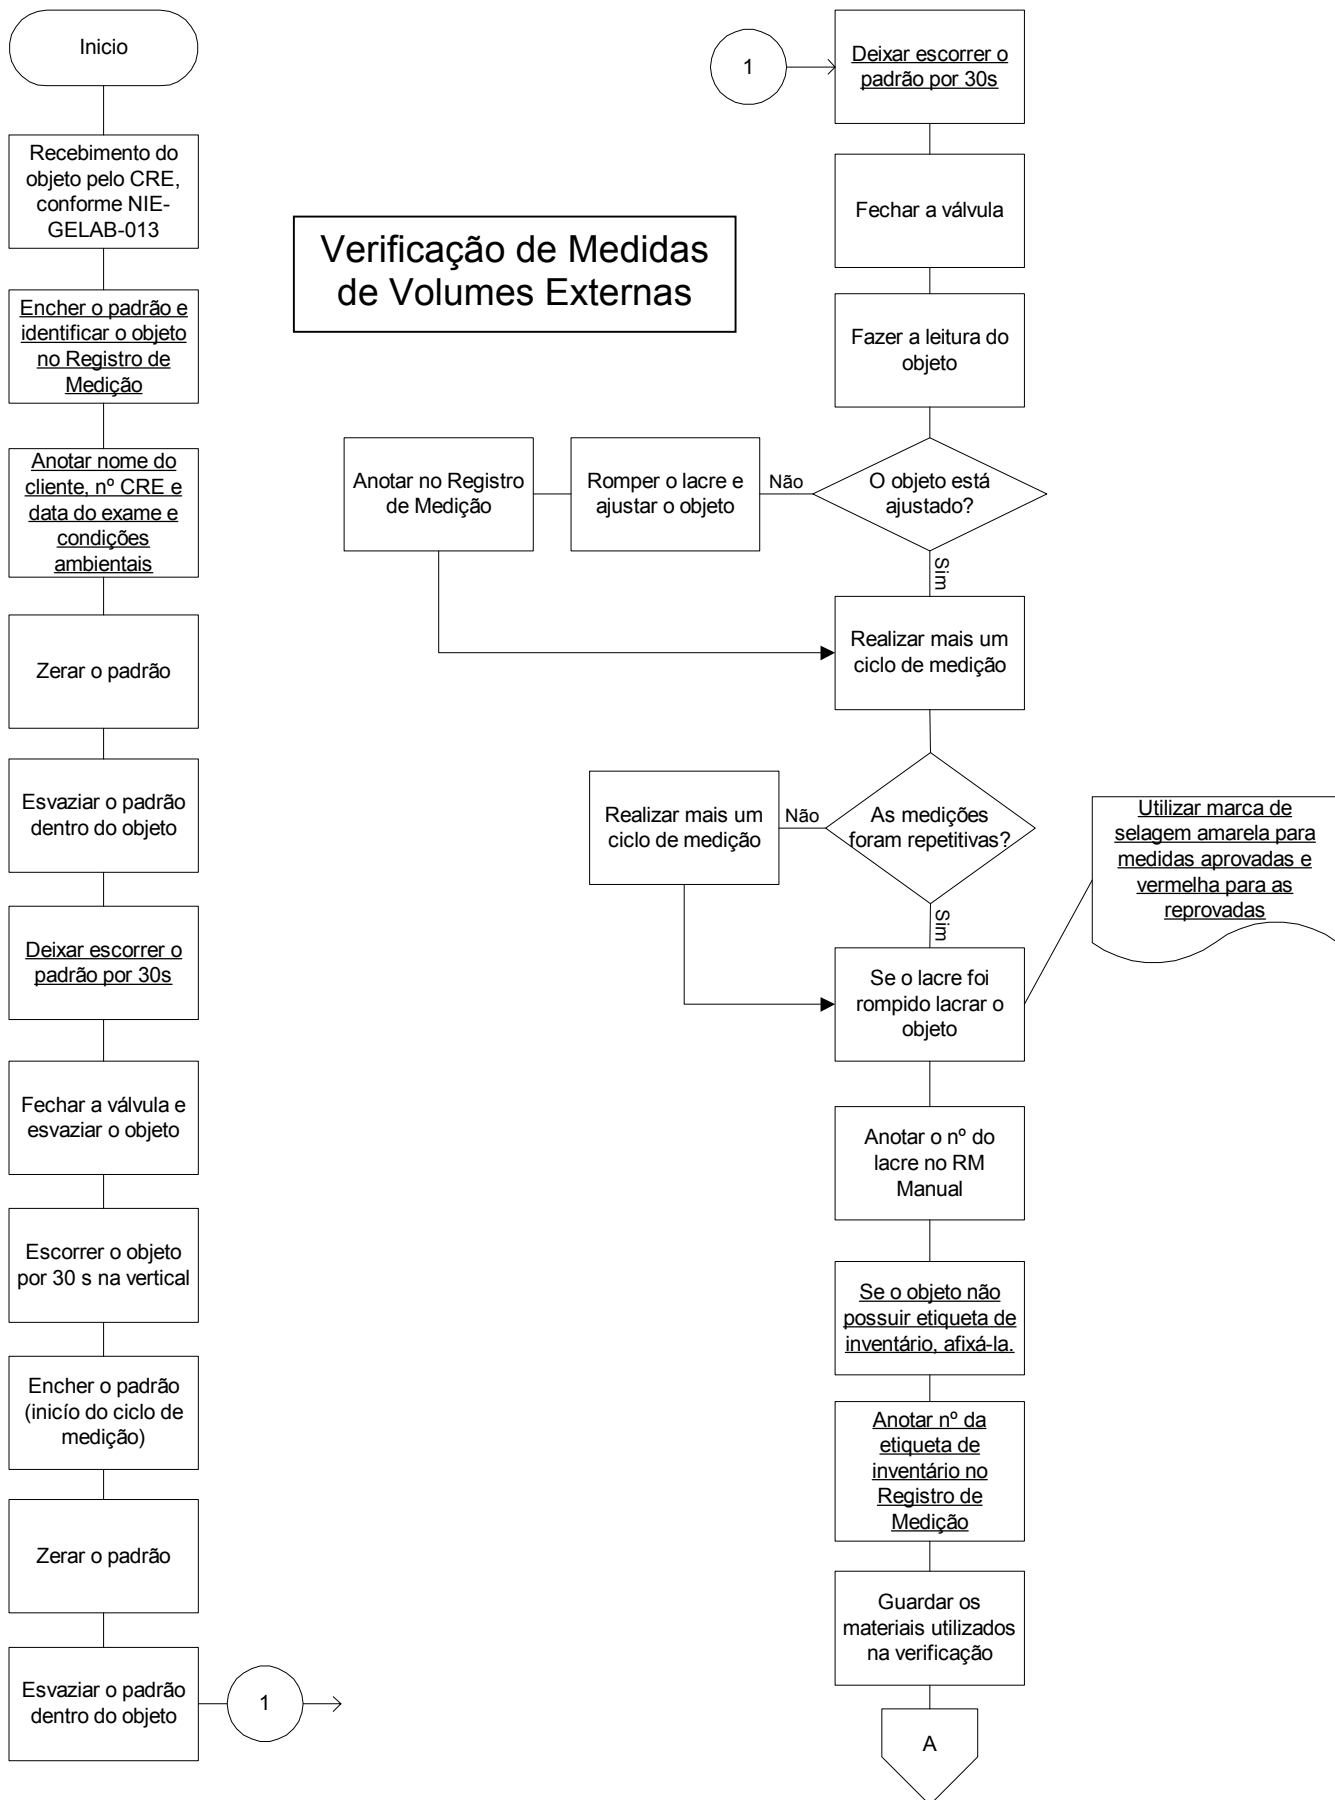 Inicio
Recebimento do
objeto pelo CRE,
conforme NIE-
GELAB-013
Encher o padrão e
identificar o objeto
no Registro de
Medição
Anotar nome do
cliente, nº CRE e
data do exame e
condições
ambientais
Zerar o padrão
Esvaziar o padrão
dentro do objeto
Deixar escorrer o
padrão por 30s
Fechar a válvula e
esvaziar o objeto
Escorrer o objeto
por 30 s na vertical
Encher o padrão
(inicío do ciclo de
medição)
Zerar o padrão
Esvaziar o padrão
dentro do objeto
1
Verificação de Medidas
de Volumes Externas
1
Deixar escorrer o
padrão por 30s
Fechar a válvula
Fazer a leitura do
objeto
O objeto está
ajustado?
Não
Romper o lacre e
ajustar o objeto
Anotar no Registro
de Medição
Sim
Realizar mais um
ciclo de medição
As medições
foram repetitivas?
Não
Realizar mais um
ciclo de medição
Sim
Se o lacre foi
rompido lacrar o
objeto
Utilizar marca de
selagem amarela para
medidas aprovadas e
vermelha para as
reprovadas
Anotar o nº do
lacre no RM
Manual
Se o objeto não
possuir etiqueta de
inventário, afixá-la.
Anotar nº da
etiqueta de
inventário no
Registro de
Medição
Guardar os
materiais utilizados
na verificação
A